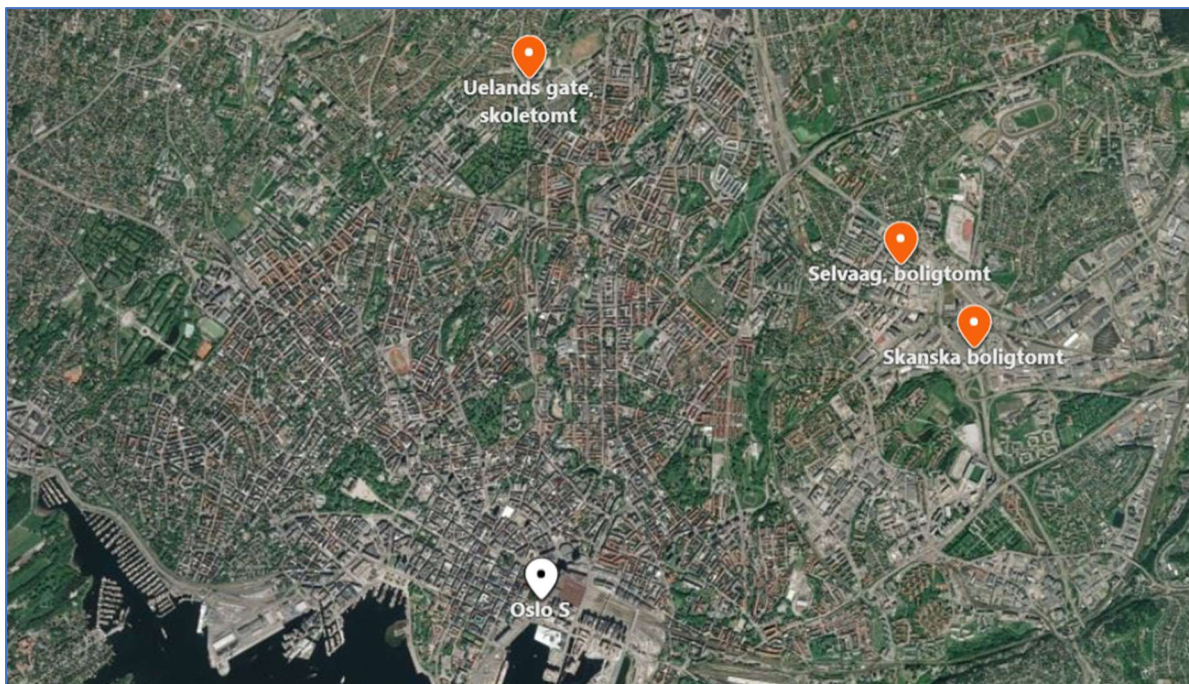 Uelands gate,
skoletomt
Selvaag, boligtomt
Skanska boligtomt
Oslo S